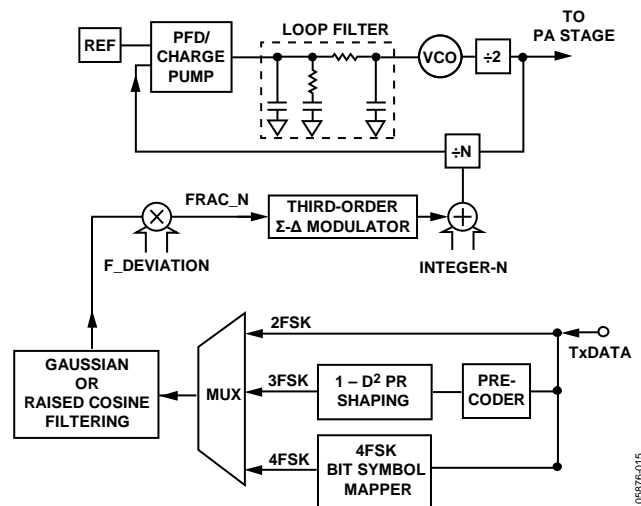 TO
PA STAGE
LOOP FILTER
REF
PFD/
CHARGE
PUMP
VCO
÷2
÷N
FRAC_N
THIRD-ORDER
Σ-Δ MODULATOR
F_DEVIATION
INTEGER-N
2FSK
TxDATA
GAUSSIAN
OR
RAISED COSINE
FILTERING
MUX
3FSK
1 – D² PR
SHAPING
PRE-
CODER
4FSK
4FSK
BIT SYMBOL
MAPPER
05876-015